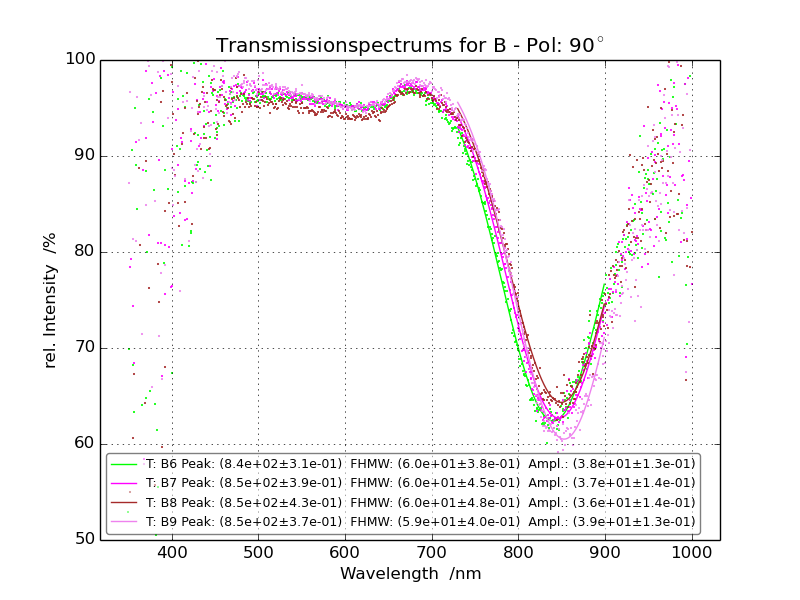 Transmissionspectrums for B - Pol: 90°
100
90
80
70
60
50
rel. Intensity /%
T: B6 Peak: (8.4e+02±3.1e-01) FHMW: (6.0e+01±3.8e-01) Ampl.: (3.8e+01±1.3e-01)
T: B7 Peak: (8.5e+02±3.9e-01) FHMW: (6.0e+01±4.5e-01) Ampl.: (3.7e+01±1.4e-01)
T: B8 Peak: (8.5e+02±4.3e-01) FHMW: (6.0e+01±4.8e-01) Ampl.: (3.6e+01±1.4e-01)
T: B9 Peak: (8.5e+02±3.7e-01) FHMW: (5.9e+01±4.0e-01) Ampl.: (3.9e+01±1.3e-01)
400 500 600 700 800 900 1000
Wavelength /nm